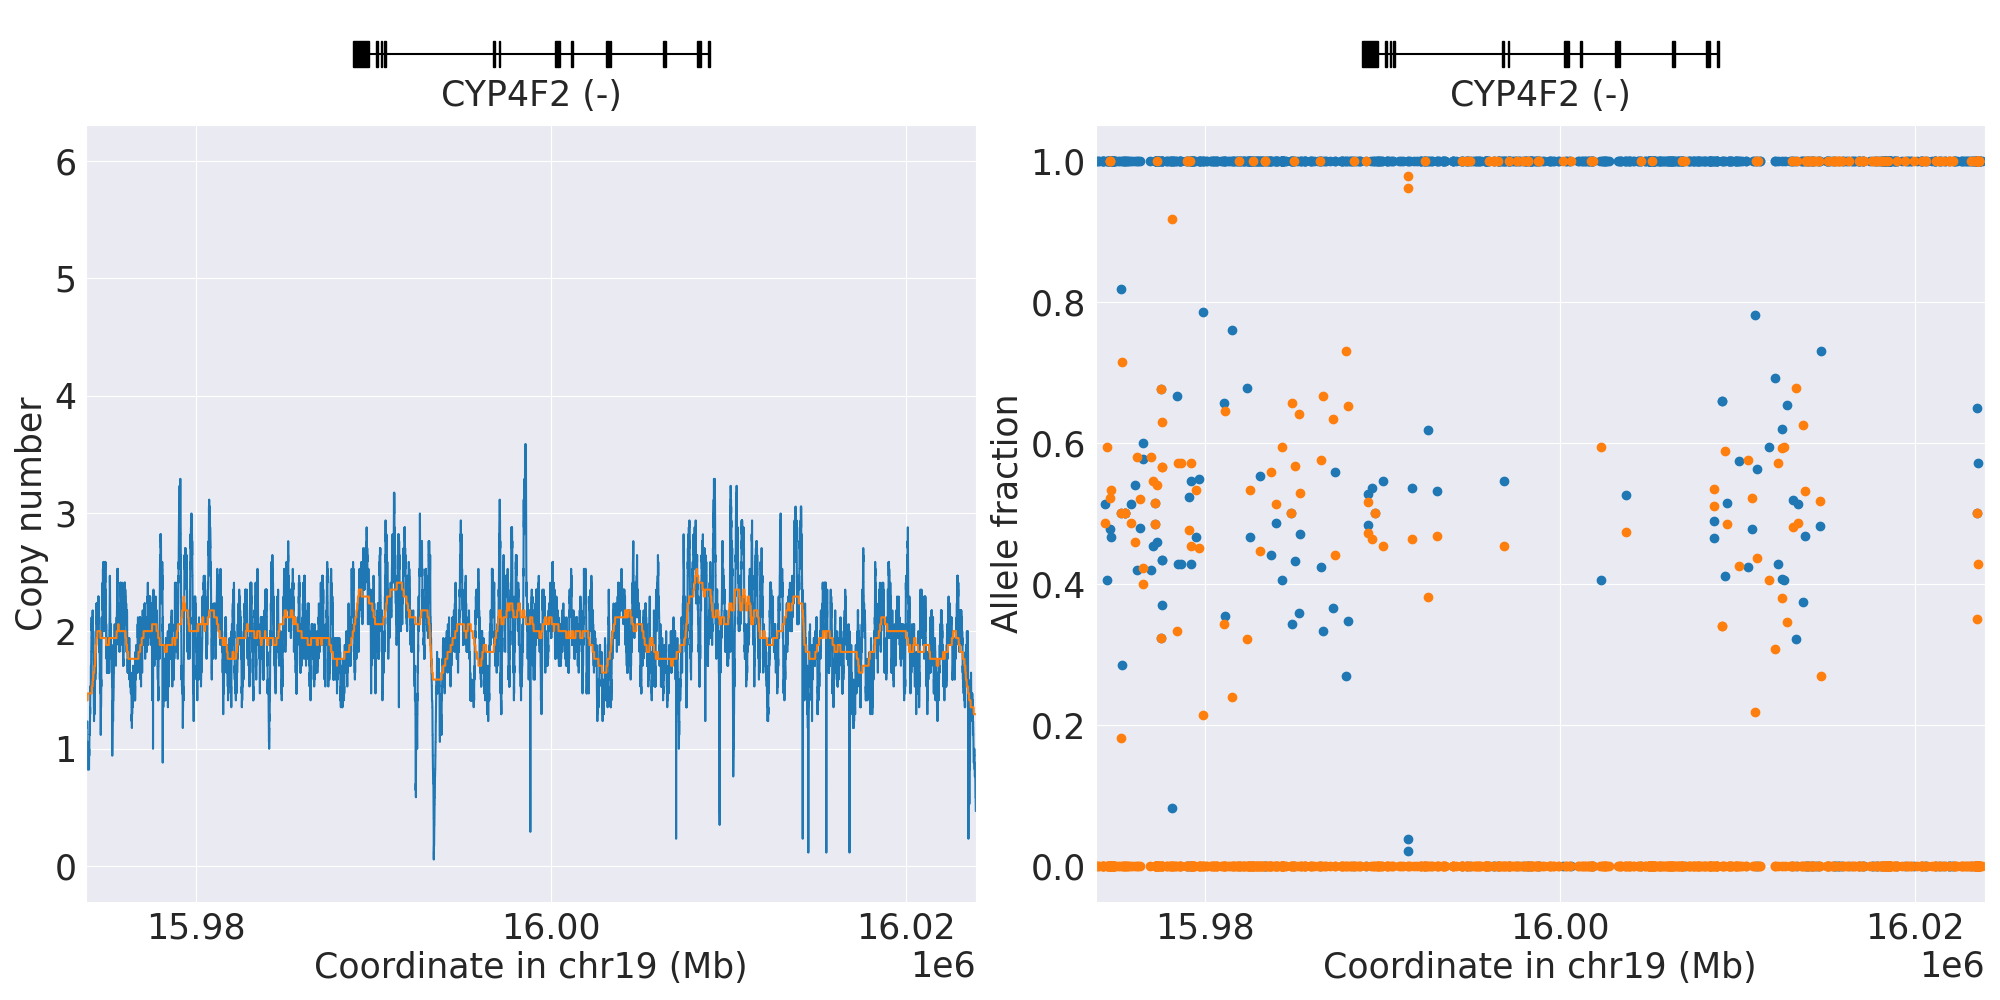 CYP4F2 (-)
Copy number
6
5
4
3
2
1
0
15.98
16.00
16.02
Coordinate in chr19 (Mb)
1e6
CYP4F2 (-)
Allele fraction
1.0
0.8
0.6
0.4
0.2
0.0
15.98
16.00
16.02
Coordinate in chr19 (Mb)
1e6